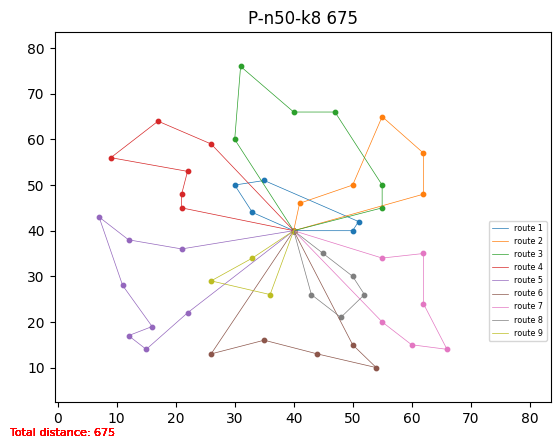 P-n50-k8 675
80
70
60
50
40
30
20
10
0 10 20 30 40 50 60 70 80
route 1
route 2
route 3
route 4
route 5
route 6
route 7
route 8
route 9
Total distance: 675